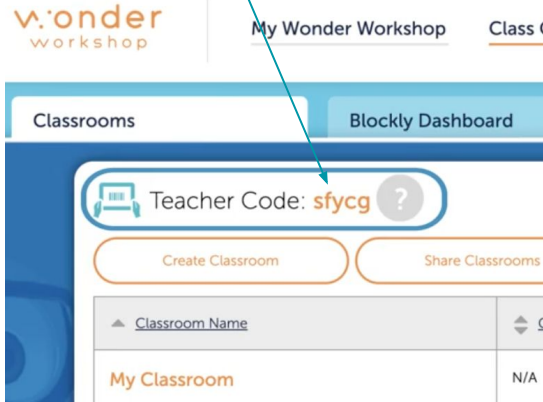 wonder
workshop
My Wonder Workshop Class
Classrooms Blockly Dashboard
Teacher Code: sfycg ?
Create Classroom Share Classrooms
Classroom Name
My Classroom N/A